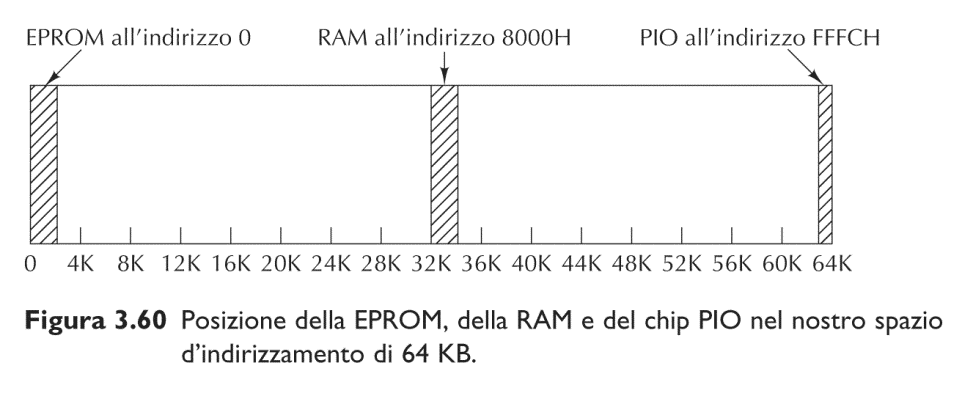 EPROM all'indirizzo 0 RAM all'indirizzo 8000H PIO all'indirizzo FFFCH
0 4K 8K 12K 16K 20K 24K 28K 32K 36K 40K 44K 48K 52K 56K 60K 64K
Figura 3.60 Posizione della EPROM, della RAM e del chip PIO nel nostro spazio
d'indirizzamento di 64 KB.